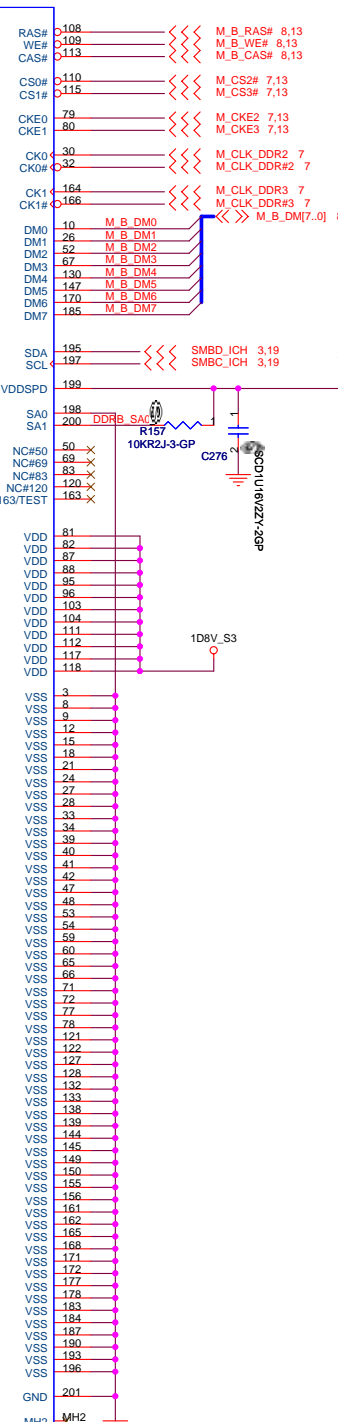 RAS# 108 M_B_RAS# 8,13
WE# 109 M_B_WE# 8,13
CAS# 113 M_B_CAS# 8,13
CS0# 110 M_CS2# 7,13
CS1# 115 M_CS3# 7,13
CKE0 79 M_CKE2 7,13
CKE1 80 M_CKE3 7,13
CK0 30 M_CLK_DDR2 7
CK0# 32 M_CLK_DDR#2 7
CK1 164 M_CLK_DDR3 7
CK1# 166 M_CLK_DDR#3 7
M_B_DM[7..0]
DM0 10 M_B_DM0
DM1 26 M_B_DM1
DM2 52 M_B_DM2
DM3 67 M_B_DM3
DM4 130 M_B_DM4
DM5 147 M_B_DM5
DM6 170 M_B_DM6
DM7 185 M_B_DM7
SDA 195 SMBD_ICH 3,19
SCL 197 SMBC_ICH 3,19
VDDSPD 199
SA0 198
SA1 200 DDRB_SA0 1
R157
10KR2J-3-GP
1
C276 2
SCD1U16V2ZY-2GP
NC#50 50
NC#69 69
NC#83 83
NC#120 120
163/TEST 163
VDD 81
VDD 82
VDD 87
VDD 88
VDD 95
VDD 96
VDD 103
VDD 104
VDD 111
VDD 112
VDD 117
VDD 118
1D8V_S3
VSS 3
VSS 8
VSS 9
VSS 12
VSS 15
VSS 18
VSS 21
VSS 24
VSS 27
VSS 28
VSS 33
VSS 34
VSS 39
VSS 40
VSS 41
VSS 42
VSS 47
VSS 48
VSS 53
VSS 54
VSS 59
VSS 60
VSS 65
VSS 66
VSS 71
VSS 72
VSS 77
VSS 78
VSS 121
VSS 122
VSS 127
VSS 128
VSS 132
VSS 133
VSS 138
VSS 139
VSS 144
VSS 145
VSS 149
VSS 150
VSS 155
VSS 156
VSS 161
VSS 162
VSS 165
VSS 168
VSS 171
VSS 172
VSS 177
VSS 178
VSS 183
VSS 184
VSS 187
VSS 190
VSS 193
VSS 196
GND 201
MH2 MH2